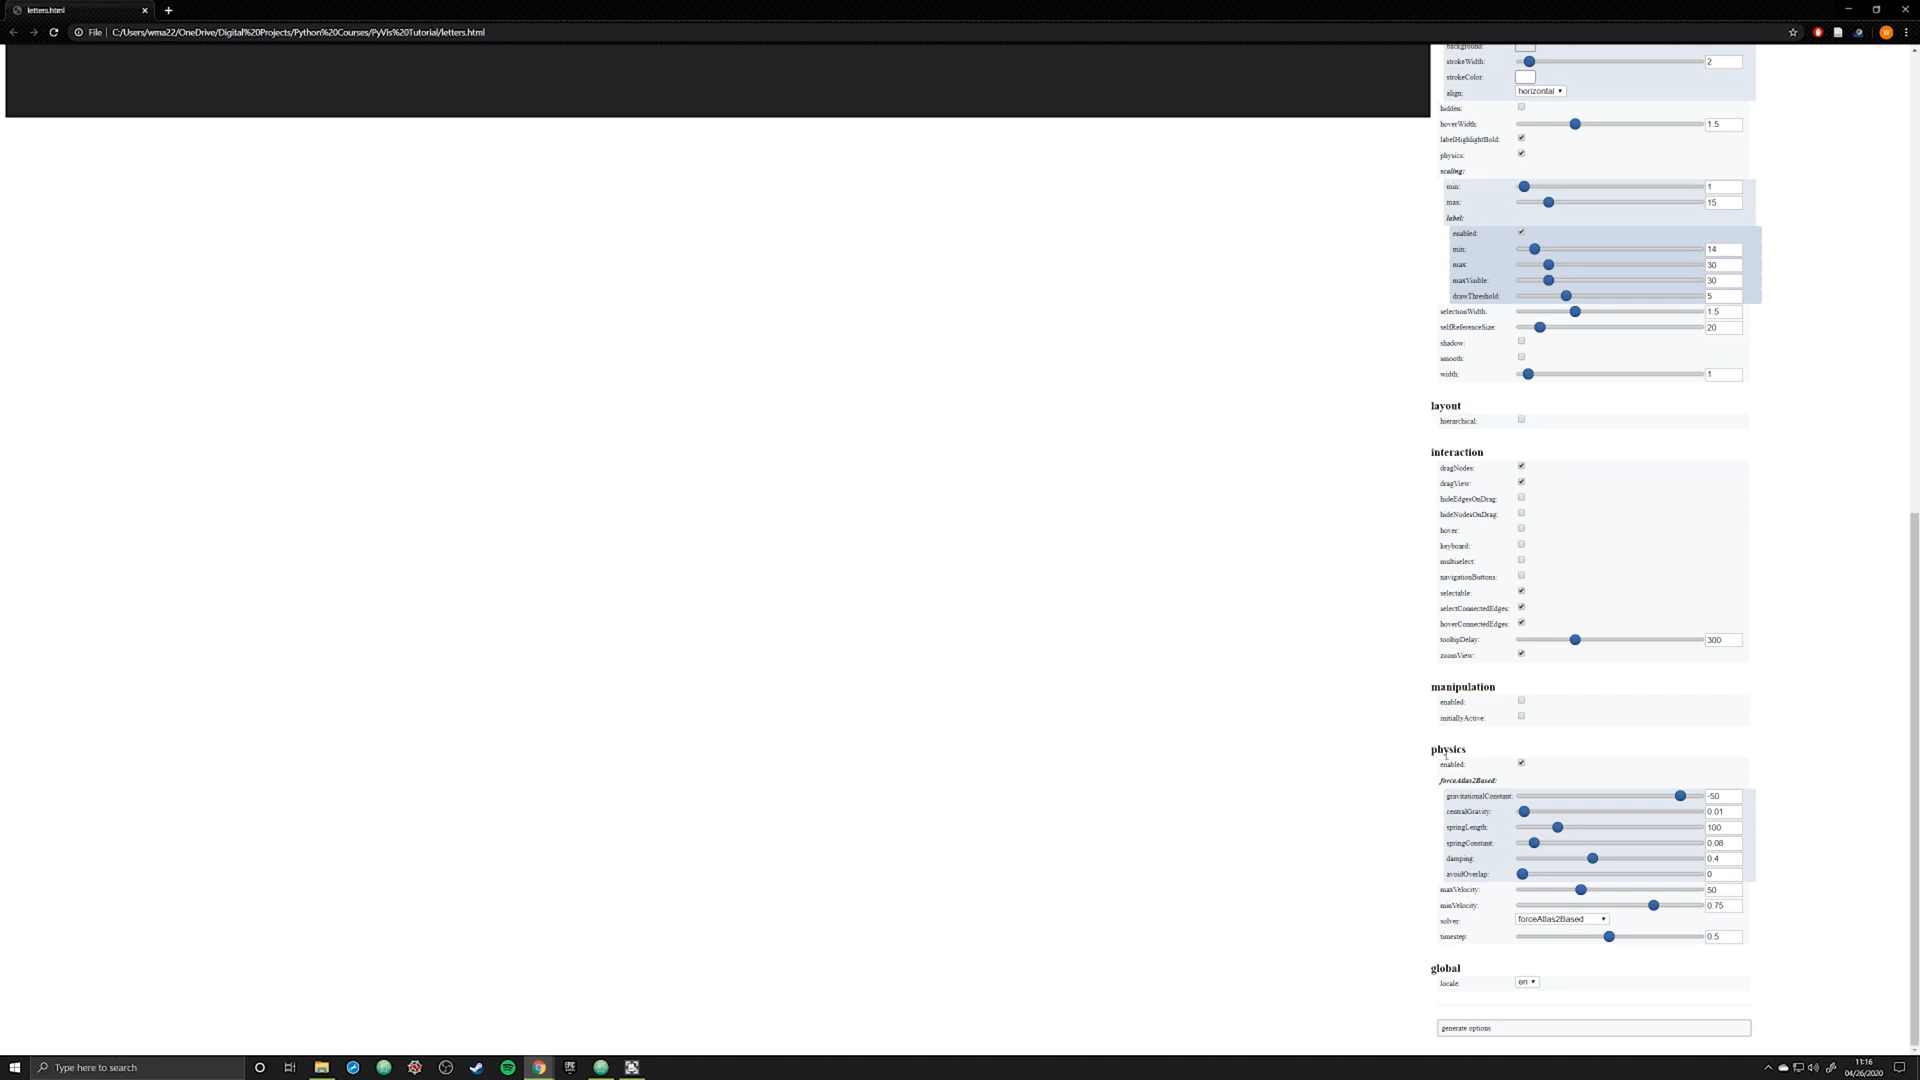 letters.html
File C:/Users/wma22/OneDrive/Digital%20Projects/Python%20Courses/PyVis%20Tutorial/letters.html
W
background:
strokeWidth: 2
strokeColor:
align: horizontal
hidden:
hoverWidth: 1.5
labelHighlightBold:
physics:
scaling:
min: 1
max: 15
label:
enabled:
min: 14
max: 30
maxVisible: 30
drawThreshold: 5
selectionWidth: 1.5
selfReferenceSize: 20
shadow:
smooth:
width: 1
layout
hierarchical:
interaction
dragNodes:
dragView:
hideEdgesOnDrag:
hideNodesOnDrag:
hover:
keyboard:
multiselect:
navigationButtons:
selectable:
selectConnectedEdges:
hoverConnectedEdges:
tooltipDelay: 300
zoomView:
manipulation
enabled:
initiallyActive:
physics
enabled:
forceAtlas2Based:
gravitationalConstant: -50
centralGravity: 0.01
springLength: 100
springConstant: 0.08
damping: 0.4
avoidOverlap: 0
maxVelocity: 50
minVelocity: 0.75
solver: forceAtlas2Based
timestep: 0.5
global
locale: en
generate options
Type here to search
11:16
04/26/2020